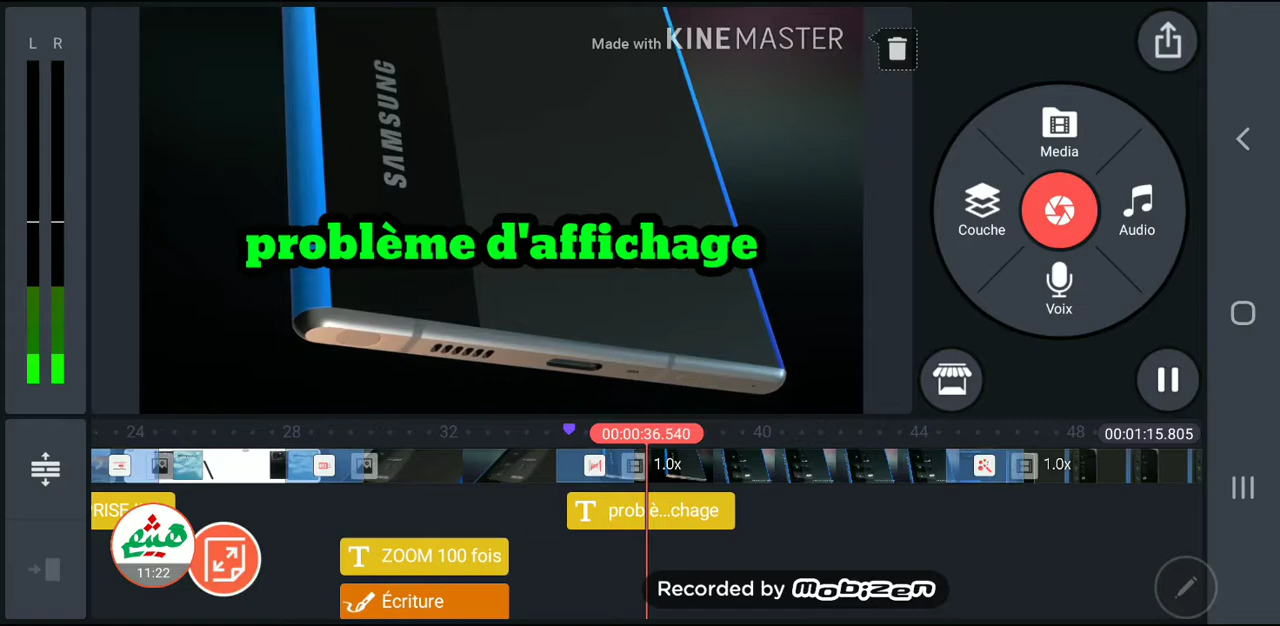 L R
Made with KINEMASTER
SAMSUNG
problème d'affichage
Media
Couche
Audio
Voix
24 28 32 00:00:36.540 40 44 48 00:01:15.805
1.0x 1.0x
RISE
problè...chage
ZOOM 100 fois
Écriture
11:22
Recorded by mobizen